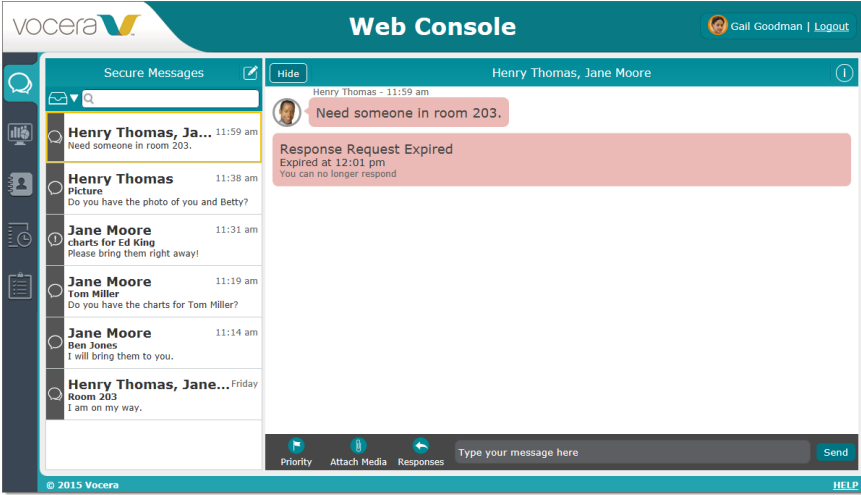 vocera
Web Console
Gail Goodman | Logout
Secure Messages
Hide
Henry Thomas, Jane Moore
Henry Thomas, Ja... 11:59 am
Need someone in room 203.
Henry Thomas 11:38 am
Picture
Do you have the photo of you and Betty?
Jane Moore 11:31 am
charts for Ed King
Please bring them right away!
Jane Moore 11:19 am
Tom Miller
Do you have the charts for Tom Miller?
Jane Moore 11:14 am
Ben Jones
I will bring them to you.
Henry Thomas, Jane... Friday
Room 203
I am on my way.
Henry Thomas - 11:59 am
Need someone in room 203.
Response Request Expired
Expired at 12:01 pm
You can no longer respond
Priority
Attach Media
Responses
Type your message here
Send
© 2015 Vocera
HELP